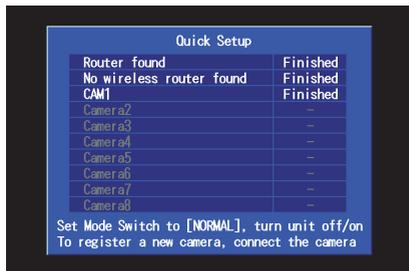 Quick Setup
Router found Finished
No wireless router found Finished
CAM1 Finished
Camera2 -
Camera3 -
Camera4 -
Camera5 -
Camera6 -
Camera7 -
Camera8 -
Set Mode Switch to [NORMAL], turn unit off/on
To register a new camera, connect the camera